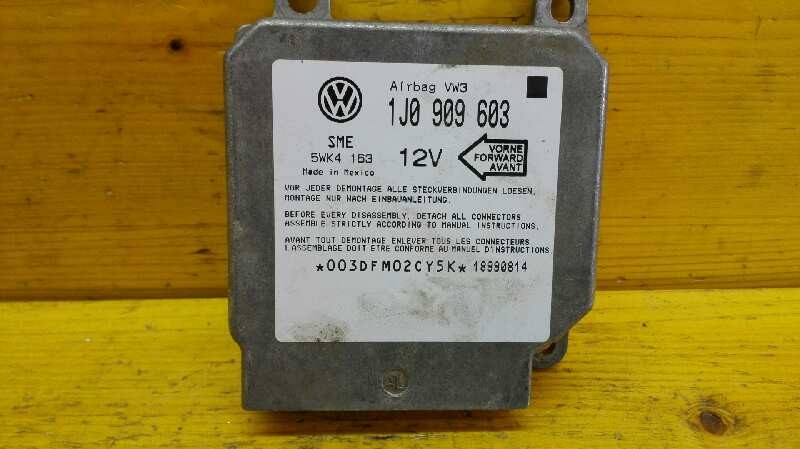 Airbag VW3
1J0 909 603
SME
5WK4 163
Made in Mexico
12V
VORNE
FORWARD
AVANT
VOR JEDER DEMONTAGE ALLE STECKVERBINDUNGEN LOESEN,
MONTAGE NUR NACH EINBAUANLEITUNG.
BEFORE EVERY DISASSEMBLY, DETACH ALL CONNECTORS
ASSEMBLE STRICTLY ACCORDING TO MANUAL INSTRUCTIONS.
AVANT TOUT DEMONTAGE ENLEVER TOUS LES CONNECTEURS
L'ASSEMBLAGE DOIT ETRE CONFORME AU MANUEL D'INSTRUCTIONS.
*003DFM02CY5K* 18990814